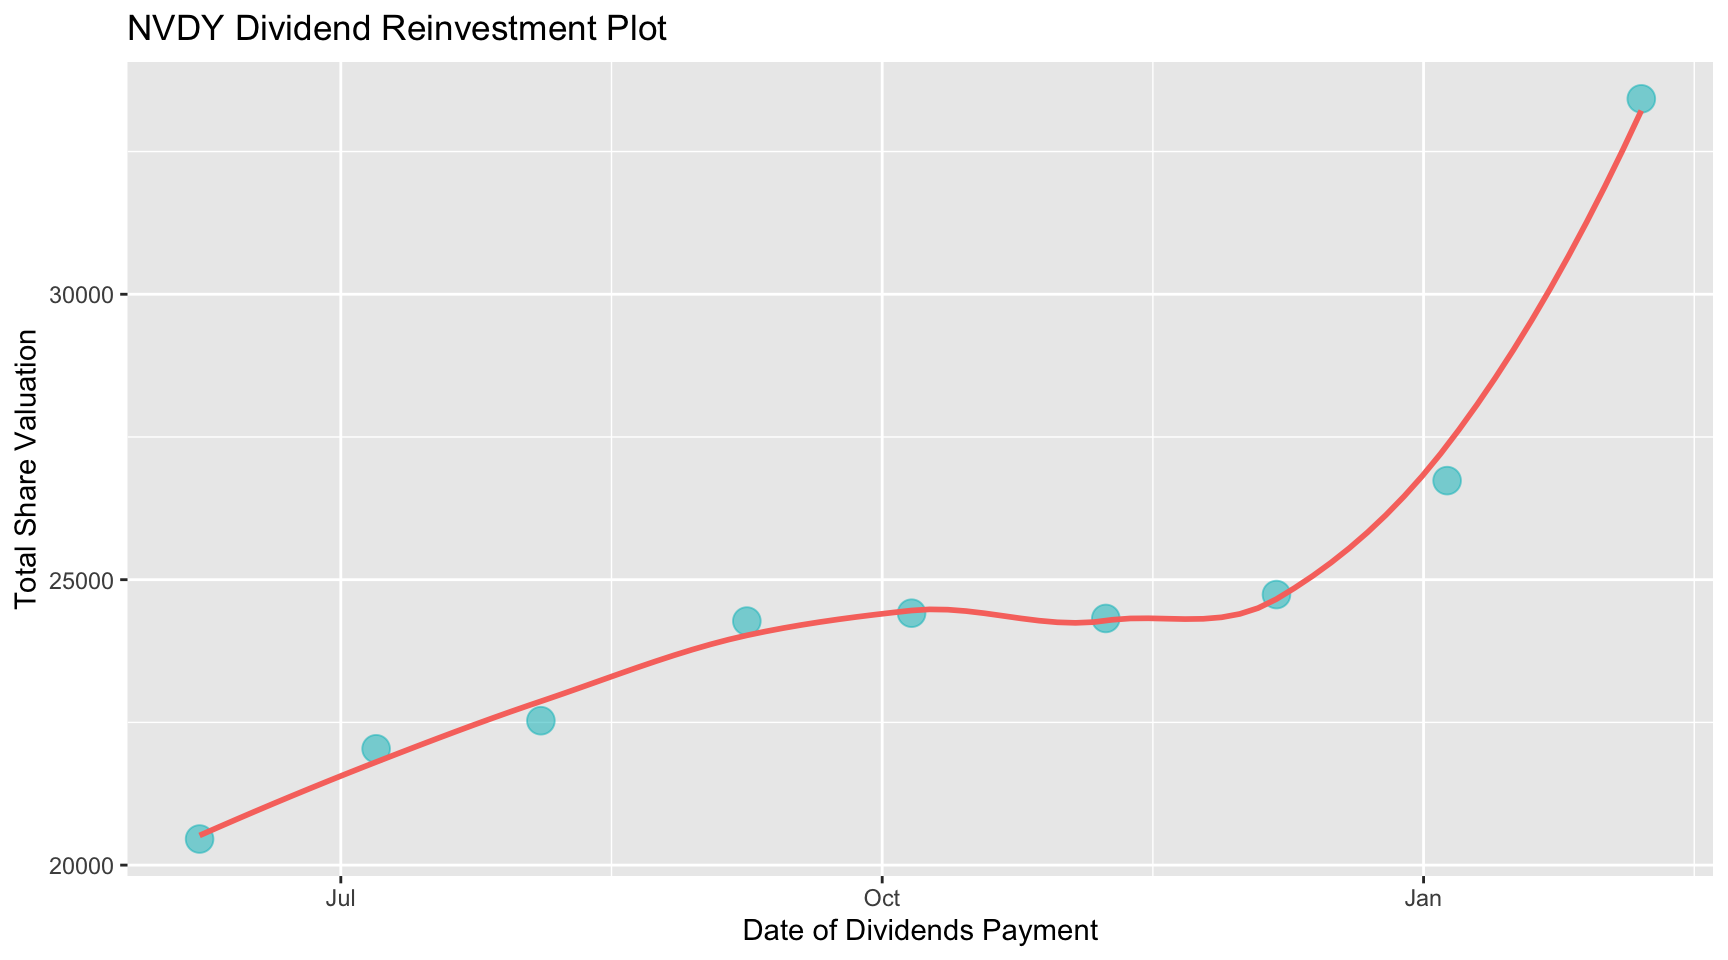 NVDY Dividend Reinvestment Plot
Total Share Valuation
30000
25000
20000
Jul
Oct
Jan
Date of Dividends Payment